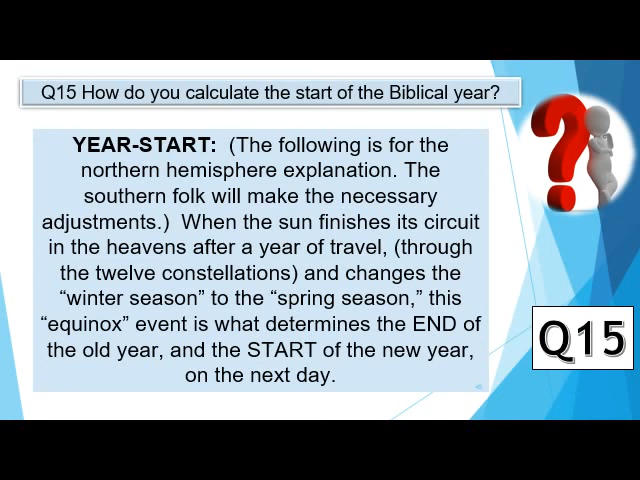 Q15 How do you calculate the start of the Biblical year?
YEAR-START:  (The following is for the
northern hemisphere explanation. The
southern folk will make the necessary
adjustments.)  When the sun finishes its circuit
in the heavens after a year of travel, (through
the twelve constellations) and changes the
“winter season” to the “spring season,” this
“equinox” event is what determines the END of
the old year, and the START of the new year,
on the next day.
Q15